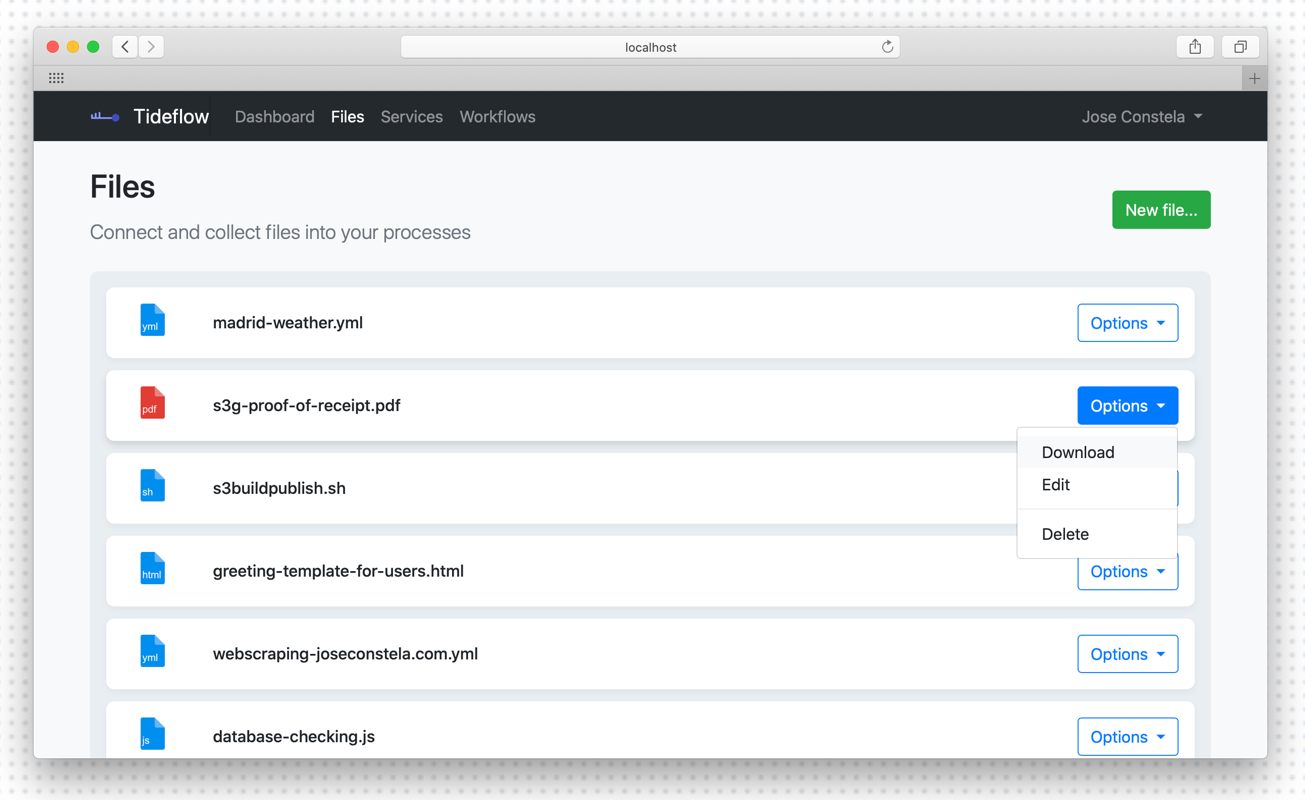 localhost
Tideflow Dashboard Files Services Workflows Jose Constela
Files
New file...
Connect and collect files into your processes
yml madrid-weather.yml Options
pdf s3g-proof-of-receipt.pdf Options
Download
Edit
sh s3buildpublish.sh
Delete
html greeting-template-for-users.html Options
yml webscraping-joseconstela.com.yml Options
js database-checking.js Options